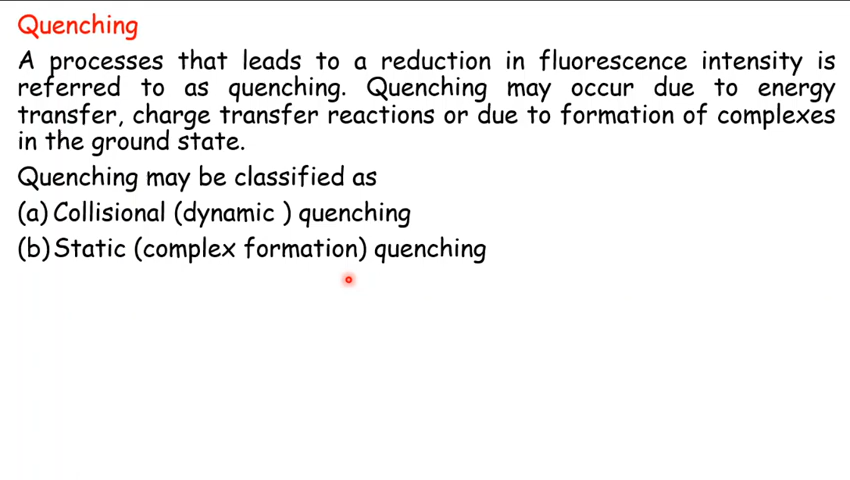 Quenching
A processes that leads to a reduction in fluorescence intensity is
referred to as quenching. Quenching may occur due to energy
transfer, charge transfer reactions or due to formation of complexes
in the ground state.
Quenching may be classified as
(a) Collisional (dynamic ) quenching
(b) Static (complex formation) quenching